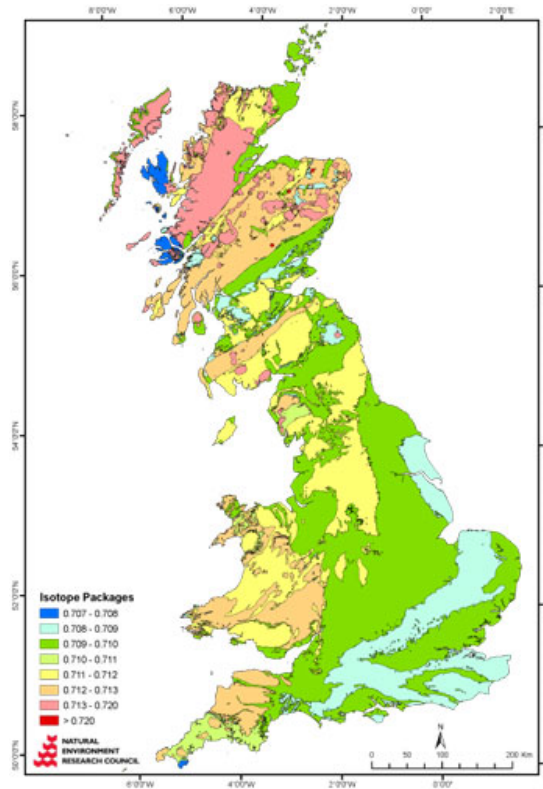 8°0'0"W 6°0'0"W 4°0'0"W 2°0'0"W 0°0'0" 2°0'0"E
58°0'0"N
56°0'0"N
54°0'0"N
52°0'0"N
50°0'0"N
Isotope Packages
0.707 - 0.708
0.708 - 0.709
0.709 - 0.710
0.710 - 0.711
0.711 - 0.712
0.712 - 0.713
0.713 - 0.720
> 0.720
NATURAL
ENVIRONMENT
RESEARCH COUNCIL
N
0 50 100 200 Km
6°0'0"W 4°0'0"W 2°0'0"W 0°0'0"